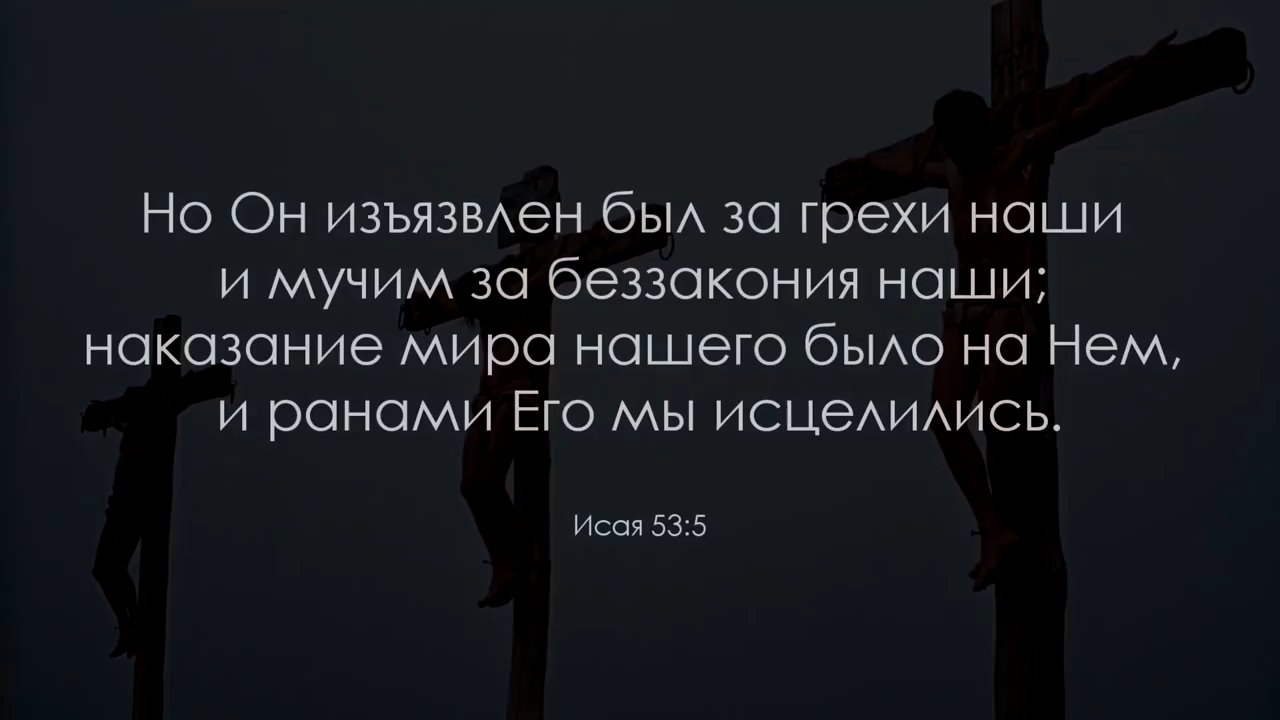 Но Он изъязвлен был за грехи наши
и мучим за беззакония наши;
наказание мира нашего было на Нем,
и ранами Его мы исцелились.
Исая 53:5